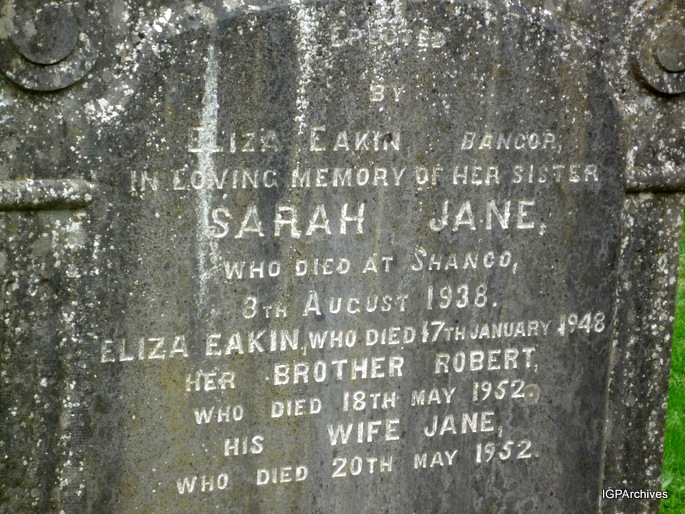 ERECTED
BY
ELIZA EAKIN, BANGOR,
IN LOVING MEMORY OF HER SISTER
SARAH JANE,
WHO DIED AT SHANCO,
8TH AUGUST 1938.
ELIZA EAKIN, WHO DIED 17TH JANUARY 1948
HER BROTHER ROBERT,
WHO DIED 18TH MAY 1952.
HIS WIFE JANE,
WHO DIED 20TH MAY 1952.
IGPArchives